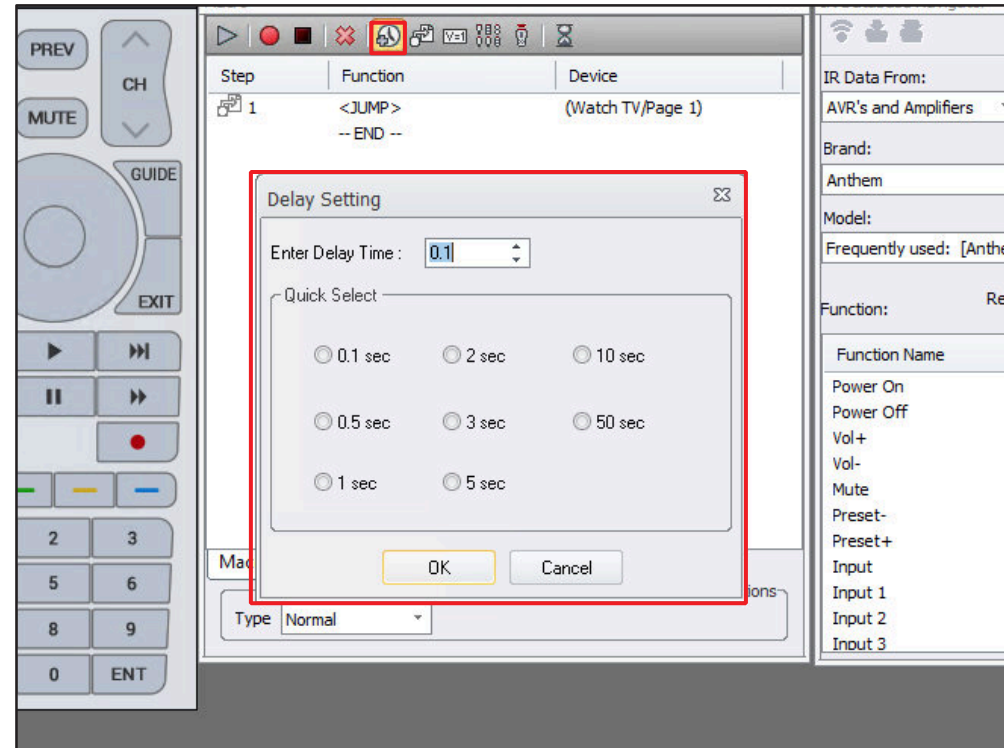 PREV
CH
MUTE
GUIDE
EXIT
2 3
5 6
8 9
0 ENT
V=1
Step Function Device
1 <JUMP> (Watch TV/Page 1)
-- END --
Delay Setting
Enter Delay Time : 0.1
Quick Select
0.1 sec 2 sec 10 sec
0.5 sec 3 sec 50 sec
1 sec 5 sec
OK Cancel
Type Normal
IR Data From:
AVR's and Amplifiers
Brand:
Anthem
Model:
Frequently used: [Anthe
Function: Re
Function Name
Power On
Power Off
Vol+
Vol-
Mute
Preset-
Preset+
Input
Input 1
Input 2
Input 3